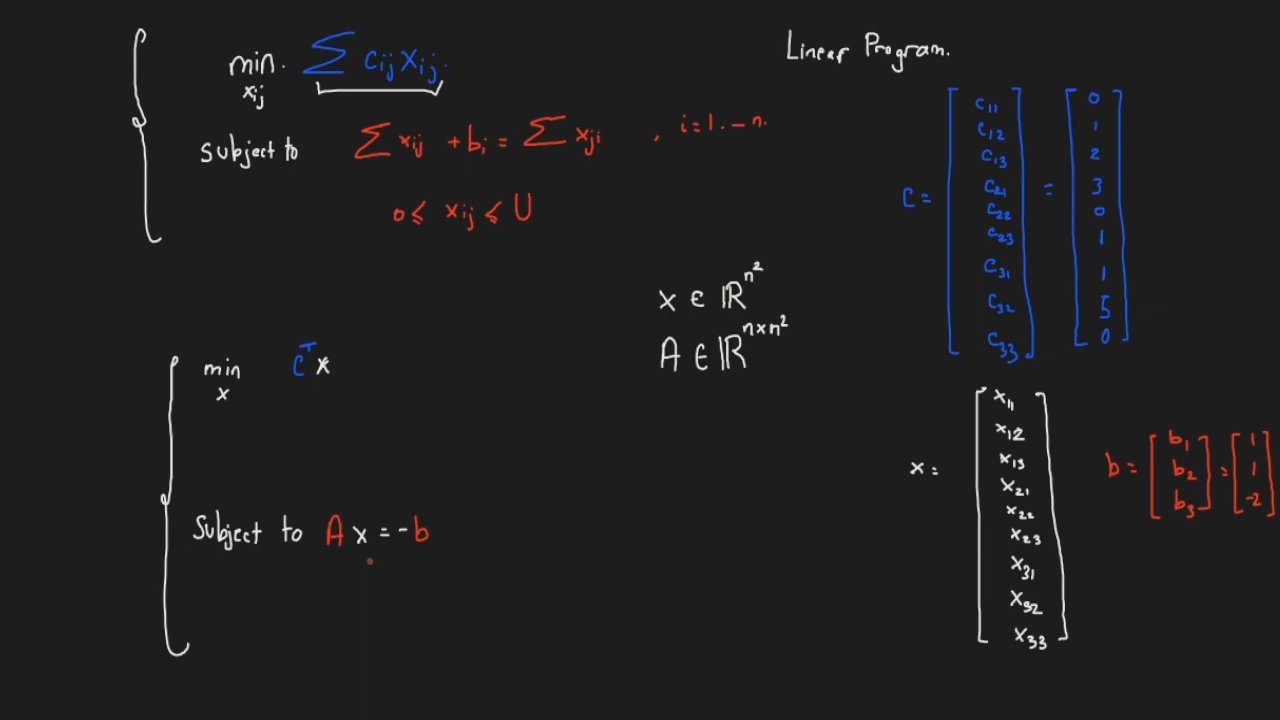 Linear Program.
min. Σ cij xij.
xij
subject to Σ xij + bi = Σ xji , i=1.-n.
0 ≤ xij ≤ U
C = [ c11 c12 c13 c21 c22 c23 c31 c32 c33 ] = [ 0 1 2 3 0 1 1 5 0 ]
x ∈ ℝ^n²
A ∈ ℝ^n×n²
min C^T x
x
Subject to A x = -b
x = [ x11 x12 x13 x21 x22 x23 x31 x32 x33 ]
b = [ b1 b2 b3 ] = [ 1 1 -2 ]